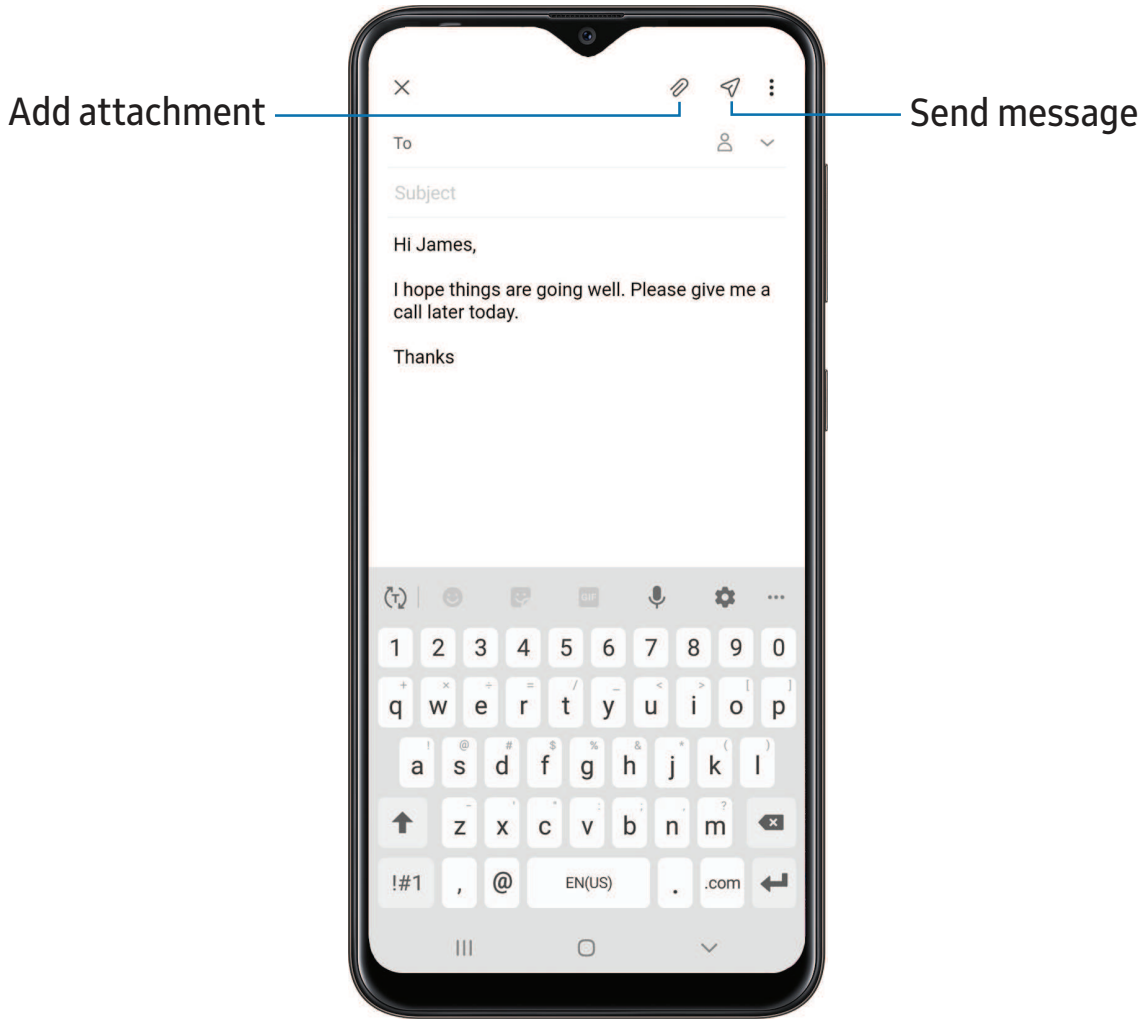 Add attachment
Send message
To
Subject
Hi James,
I hope things are going well. Please give me a
call later today.
Thanks
T
GIF
1 2 3 4 5 6 7 8 9 0
+ × ÷ = / _ < > [ ]
q w e r t y u i o p
! @ # $ % & * ( )
a s d f g h j k l
?
z x c v b n m
!#1 , @ EN(US) . .com